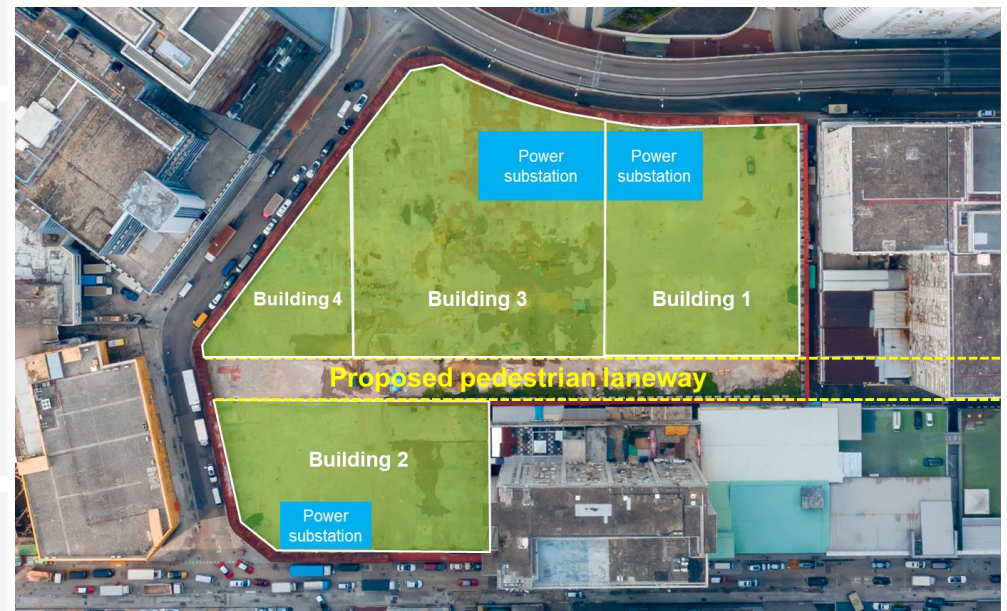 Power
substation
Power
substation
Building 4
Building 3
Building 1
Proposed pedestrian laneway
Building 2
Power
substation